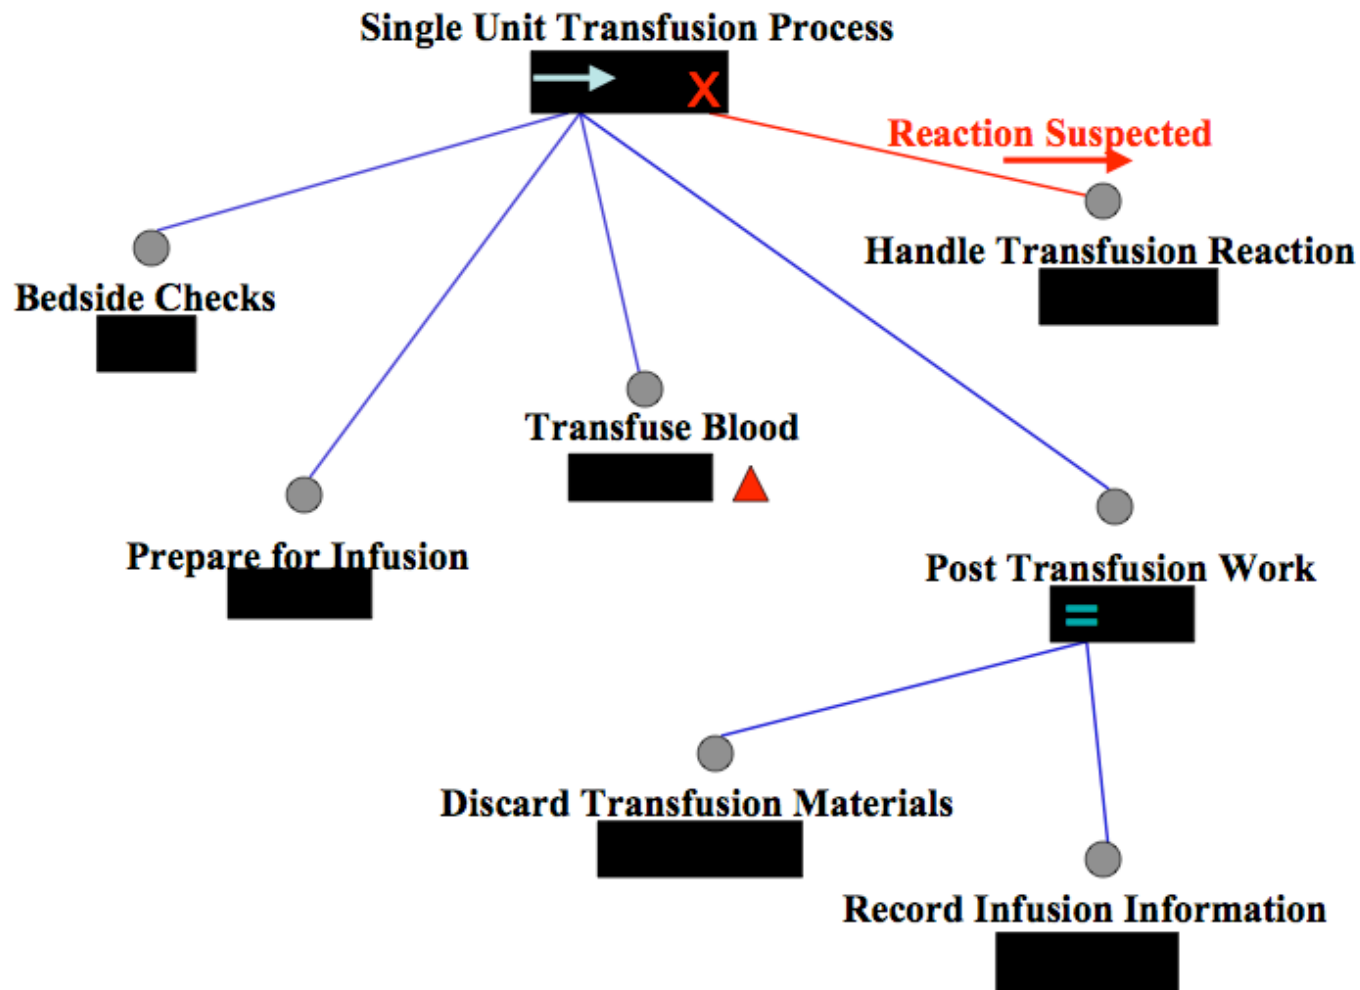 Single Unit Transfusion Process
X
Reaction Suspected
Handle Transfusion Reaction
Bedside Checks
Transfuse Blood
Prepare for Infusion
Post Transfusion Work
=
Discard Transfusion Materials
Record Infusion Information